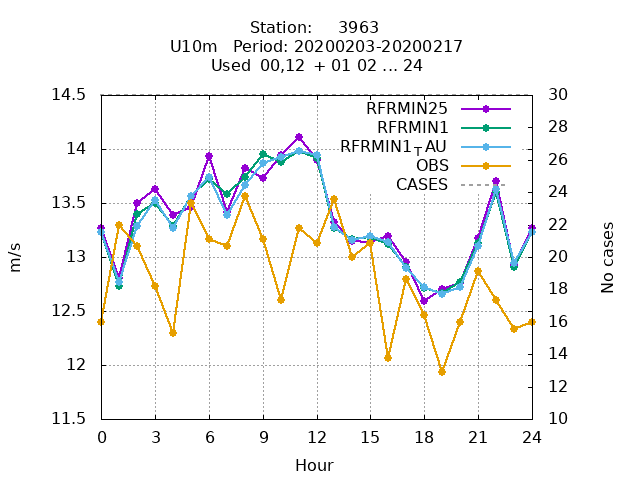 Station: 3963
U10m Period: 20200203-20200217
Used 00,12 + 01 02 ... 24
14.5
14
13.5
13
12.5
12
11.5
30
28
26
24
22
20
18
16
14
12
10
RFRMIN25
RFRMIN1
RFRMIN1TAU
OBS
CASES
m/s
No cases
0 3 6 9 12 15 18 21 24
Hour